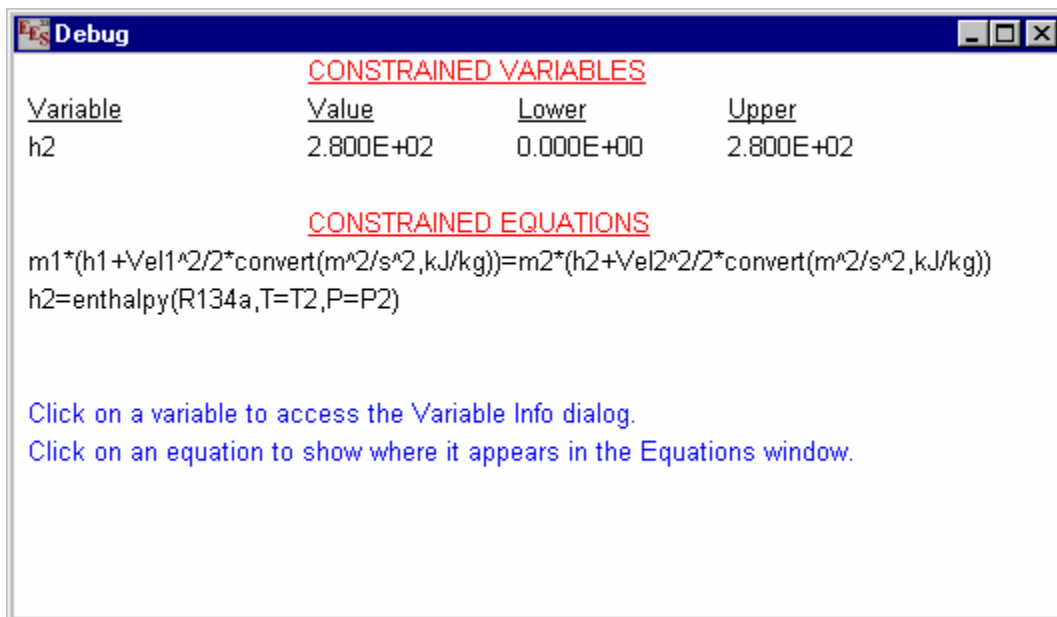 EES Debug
CONSTRAINED VARIABLES
Variable Value Lower Upper
h2 2.800E+02 0.000E+00 2.800E+02
CONSTRAINED EQUATIONS
m1*(h1+Vel1^2/2*convert(m^2/s^2,kJ/kg))=m2*(h2+Vel2^2/2*convert(m^2/s^2,kJ/kg))
h2=enthalpy(R134a,T=T2,P=P2)
Click on a variable to access the Variable Info dialog.
Click on an equation to show where it appears in the Equations window.